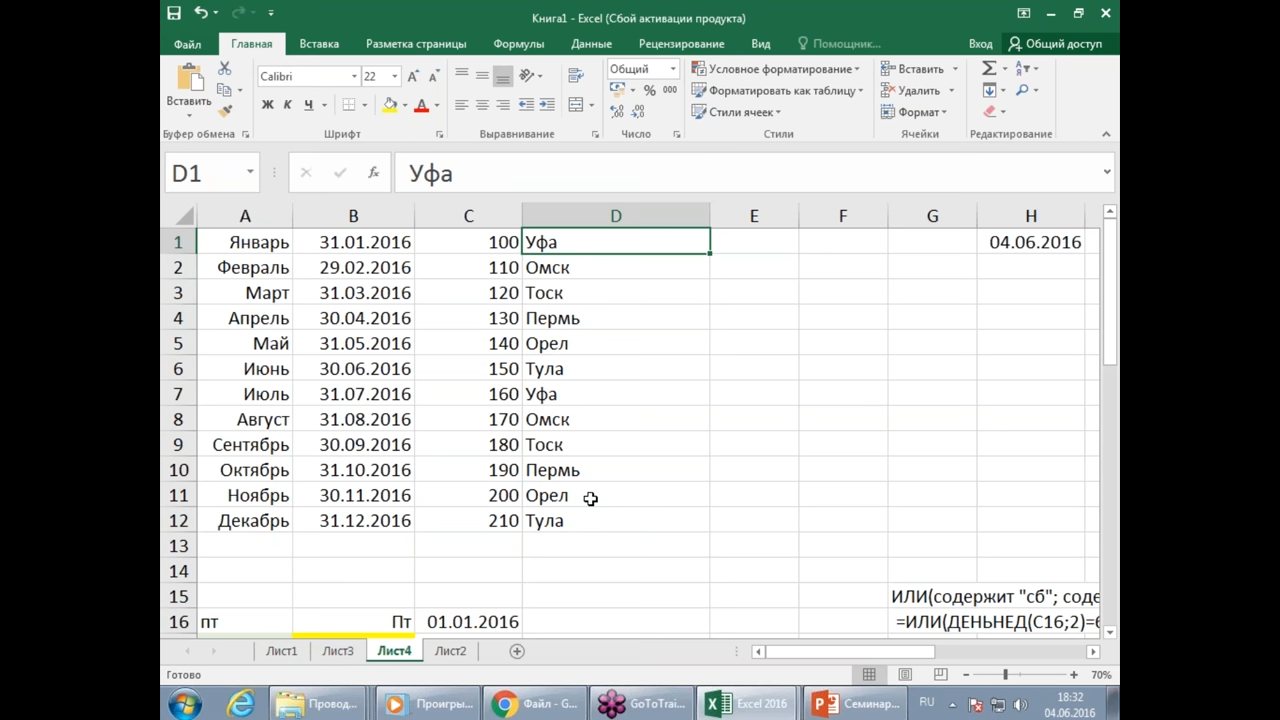 Книга1 - Excel (Сбой активации продукта)
Файл Главная Вставка Разметка страницы Формулы Данные Рецензирование Вид Помощник... Вход Общий доступ
Вставить
Calibri 22
Ж К Ч
Общий
% 000
Условное форматирование
Форматировать как таблицу
Стили ячеек
Вставить
Удалить
Формат
Буфер обмена Шрифт Выравнивание Число Стили Ячейки Редактирование
D1 fx Уфа
A B C D E F G H
1 Январь 31.01.2016 100 Уфа 04.06.2016
2 Февраль 29.02.2016 110 Омск
3 Март 31.03.2016 120 Тоск
4 Апрель 30.04.2016 130 Пермь
5 Май 31.05.2016 140 Орел
6 Июнь 30.06.2016 150 Тула
7 Июль 31.07.2016 160 Уфа
8 Август 31.08.2016 170 Омск
9 Сентябрь 30.09.2016 180 Тоск
10 Октябрь 31.10.2016 190 Пермь
11 Ноябрь 30.11.2016 200 Орел
12 Декабрь 31.12.2016 210 Тула
13
14
15 ИЛИ(содержит "сб"; соде
16 пт Пт 01.01.2016 =ИЛИ(ДЕНЬНЕД(C16;2)=6
Лист1 Лист3 Лист4 Лист2
Готово 70%
Провод... Проигры... Файл - G... GoToTrai... Excel 2016 Семинар... RU 18:32
04.06.2016